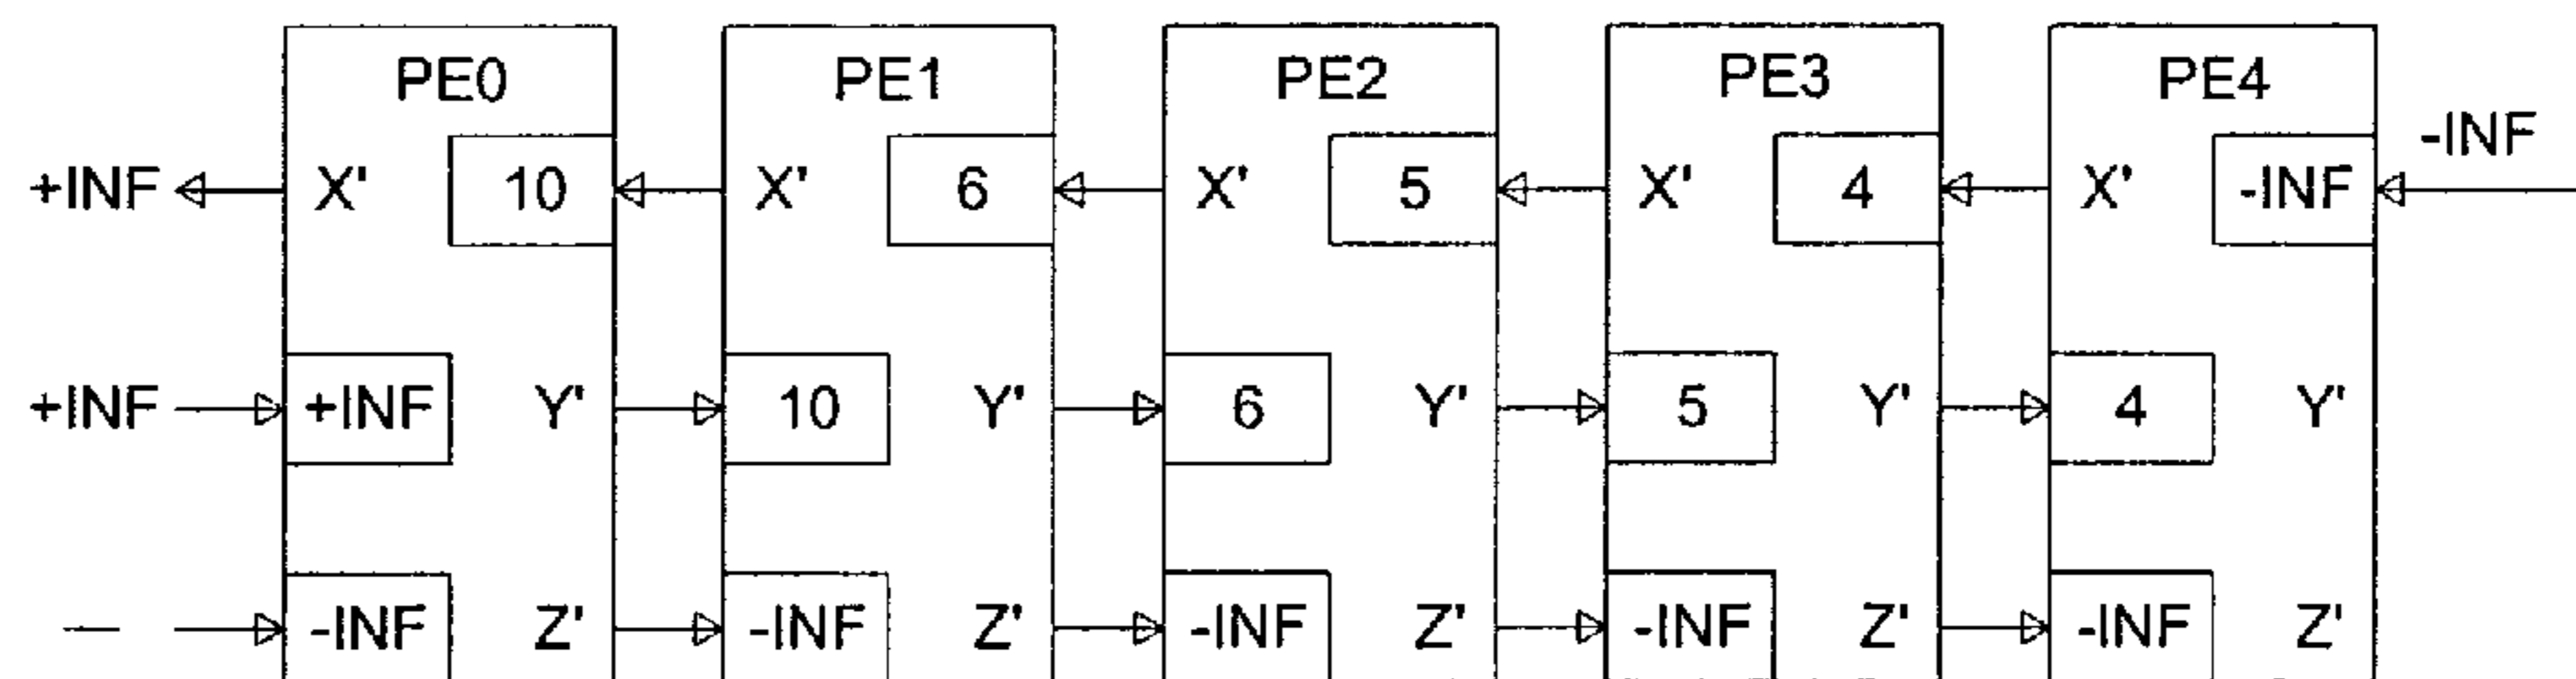 PE0 PE1 PE2 PE3 PE4
-INF
+INF X' 10 X' 6 X' 5 X' 4 X' -INF
+INF +INF Y' 10 Y' 6 Y' 5 Y' 4 Y'
— -INF Z' -INF Z' -INF Z' -INF Z' -INF Z'